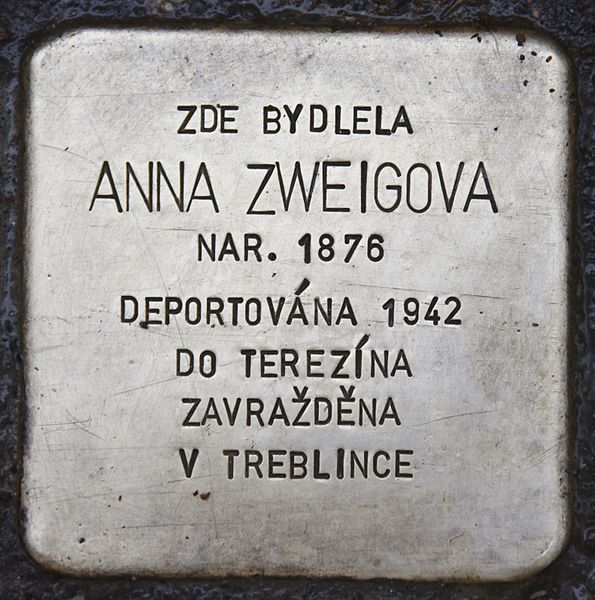 ZDE BYDLELA
ANNA ZWEIGOVA
NAR. 1876
DEPORTOVÁNA 1942
DO TEREZÍNA
ZAVRAŽDĚNA
V TREBLINCE